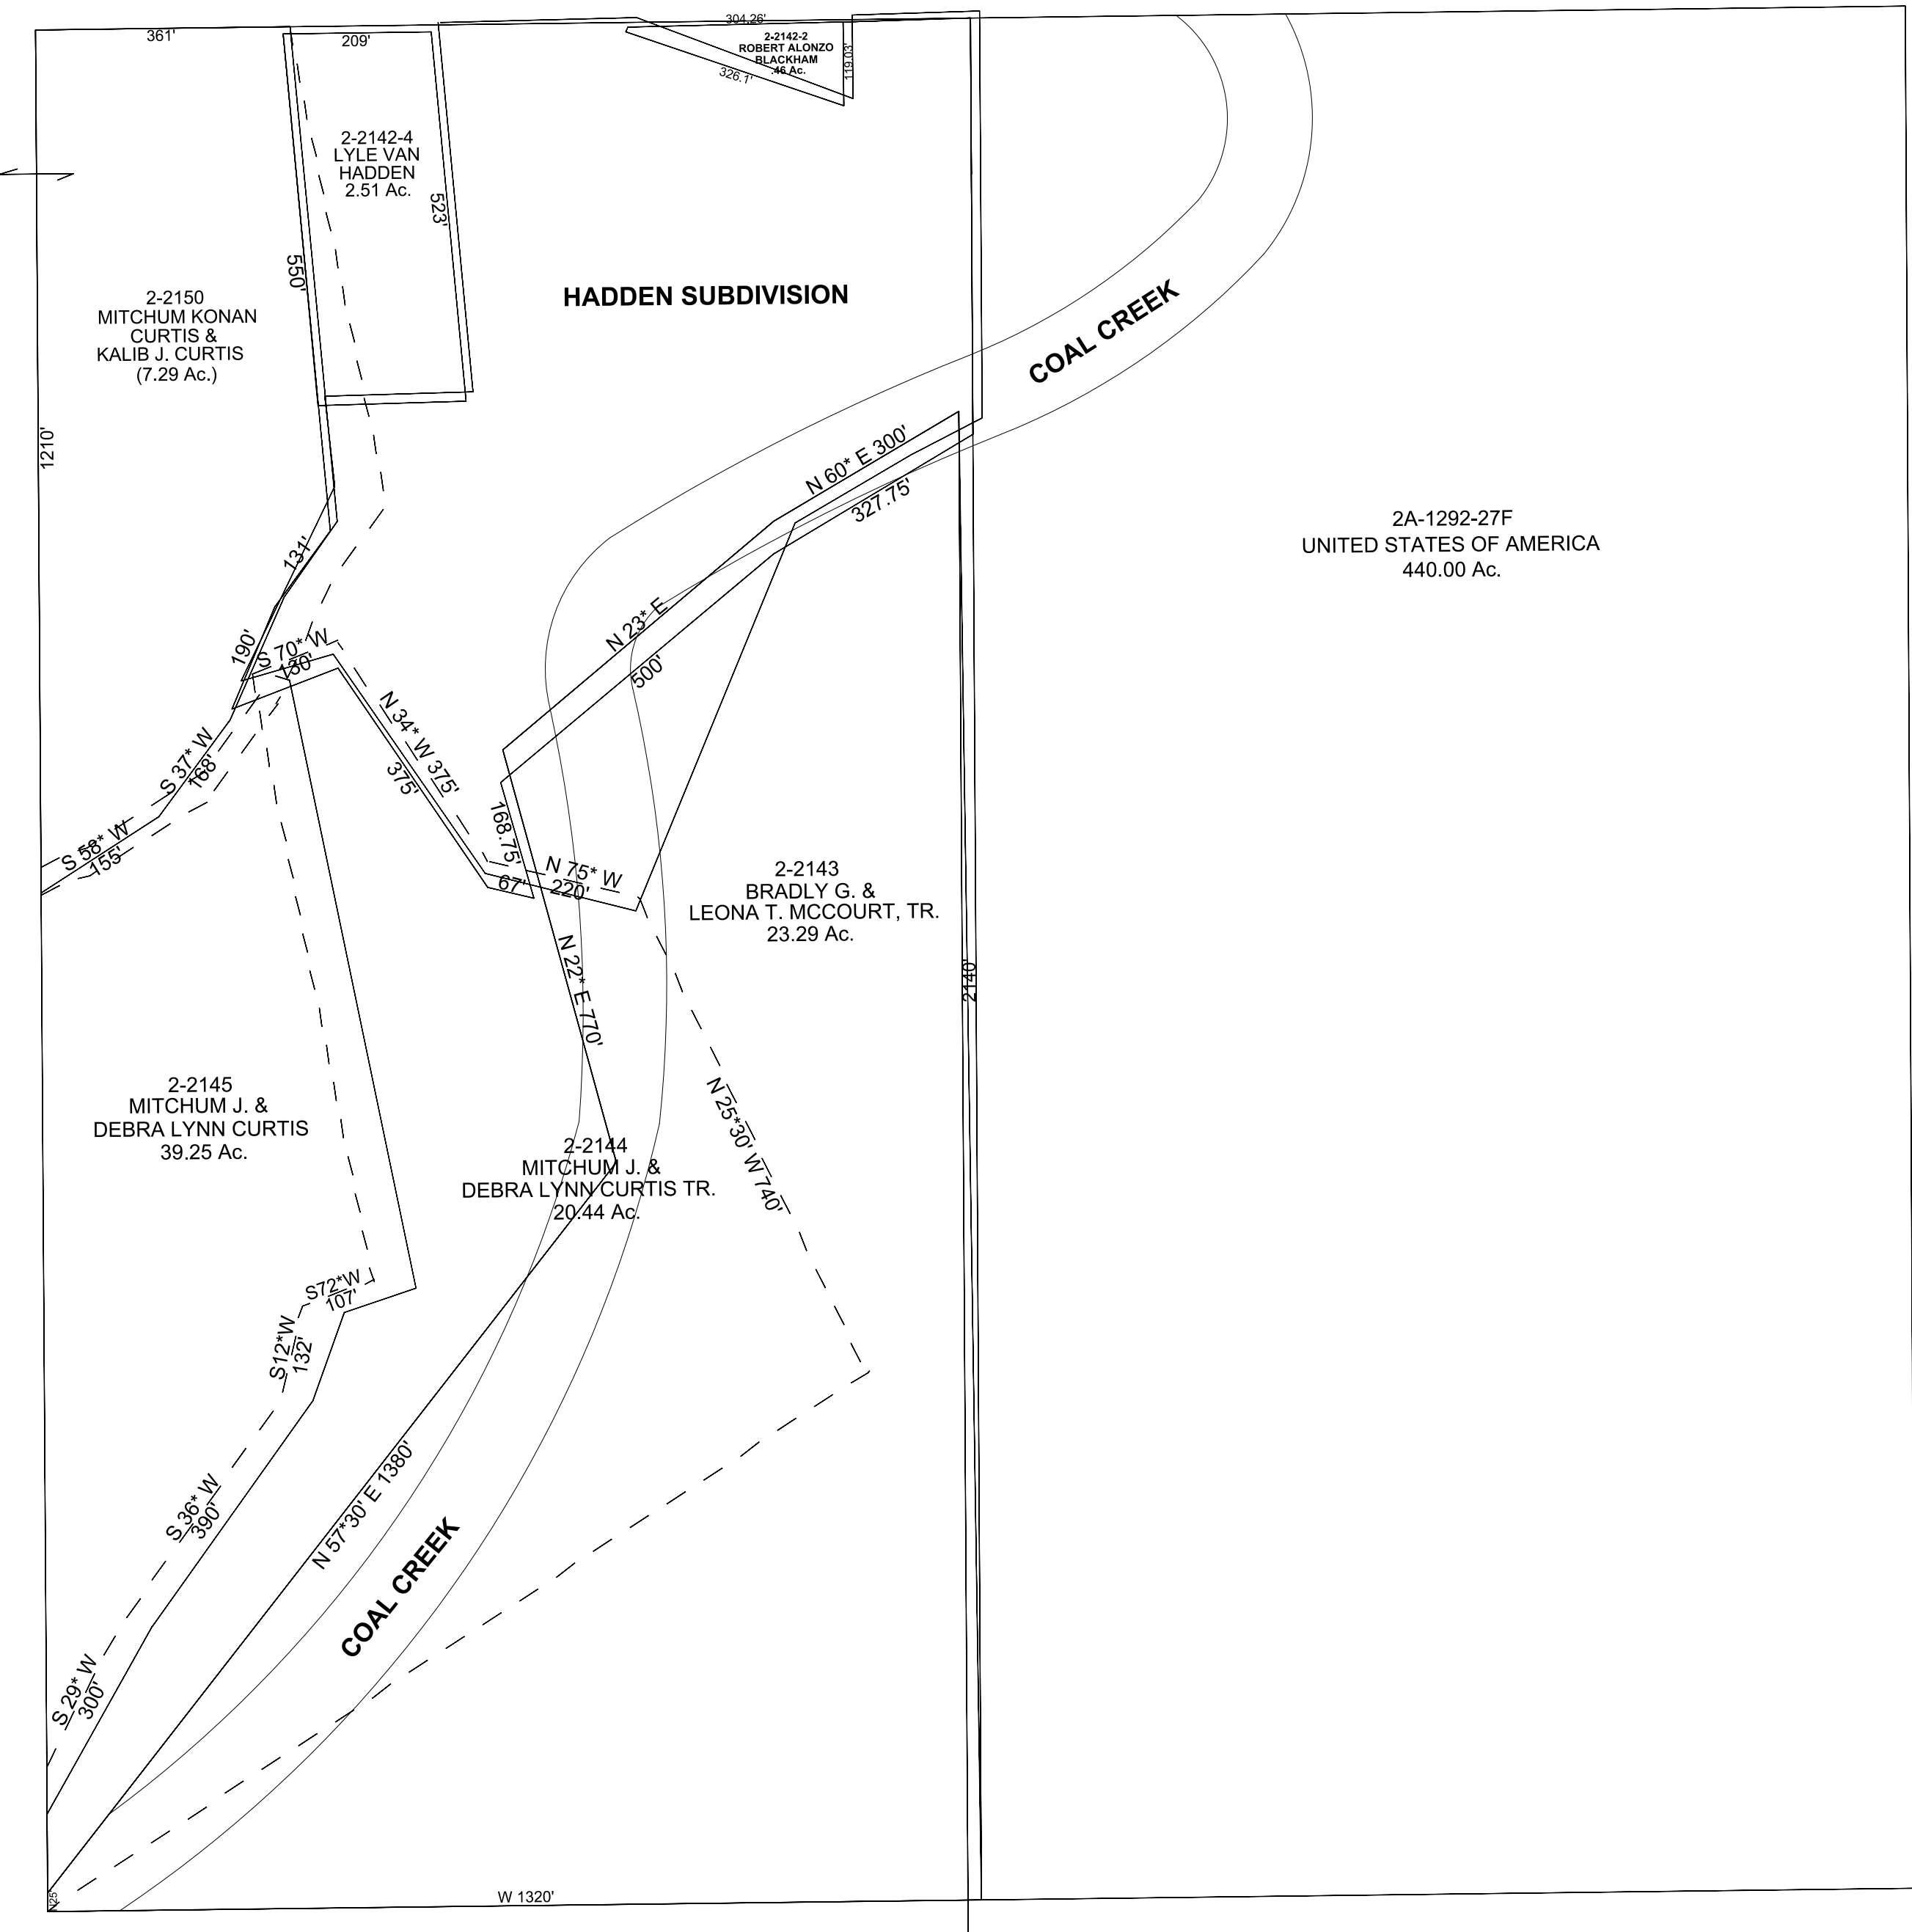 304.26'
361'
209'
2-2142-2
ROBERT ALONZO
BLACKHAM
.46 Ac.
119.03'
326.1'
2-2142-4
LYLE VAN
HADDEN
2.51 Ac.
523'
550'
2-2150
MITCHUM KONAN
CURTIS &
KALIB J. CURTIS
(7.29 Ac.)
HADDEN SUBDIVISION
COAL CREEK
1210'
N 60* E 300'
327.75'
2A-1292-27F
UNITED STATES OF AMERICA
440.00 Ac.
131'
190'
S 70* W
130'
N 23* E
500'
N 34* W 375'
375'
S 37* W
168'
S 58* W
155'
168.75'
67'
N 75* W
220'
2-2143
BRADLY G. &
LEONA T. MCCOURT, TR.
23.29 Ac.
N 22* E 770'
2140'
2-2145
MITCHUM J. &
DEBRA LYNN CURTIS
39.25 Ac.
N 25*30' W 740'
2-2144
MITCHUM J. &
DEBRA LYNN CURTIS TR.
20.44 Ac.
S72*W
107'
S12*W
132'
S 36* W
390'
N 57*30' E 1380'
COAL CREEK
S 29* W
300'
N25'
W 1320'